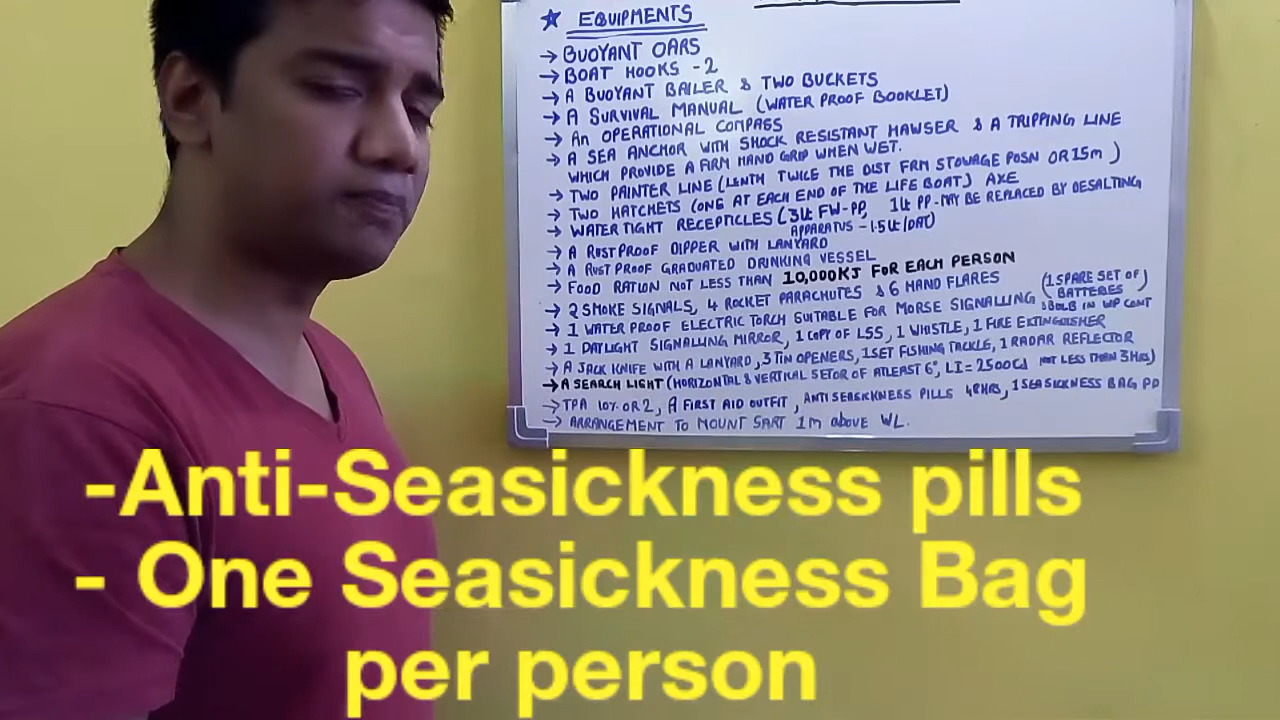 ★ EQUIPMENTS
→ BUOYANT OARS
→ BOAT HOOKS - 2
→ A BUOYANT BAILER & TWO BUCKETS
→ A SURVIVAL MANUAL (WATER PROOF BOOKLET)
→ An OPERATIONAL COMPASS
→ A SEA ANCHOR WITH SHOCK RESISTANT HAWSER & A TRIPPING LINE
WHICH PROVIDE A FIRM HAND GRIP WHEN WET.
→ TWO PAINTER LINE (LENTH TWICE THE DIST FRM STOWAGE POSN OR 15m)
→ TWO HATCHETS (ONE AT EACH END OF THE LIFE BOAT) AXE
→ WATER TIGHT RECEPTICLES (3Lt FW-PP, 1Lt PP-MAY BE REPLACED BY DESALTING
APPARATUS - 1.5Lt/DAY)
→ A RUSTPROOF DIPPER WITH LANYARD
→ A RUSTPROOF GRADUATED DRINKING VESSEL
→ FOOD RATION NOT LESS THAN 10,000KJ FOR EACH PERSON
→ 2 SMOKE SIGNALS, 4 ROCKET PARACHUTES & 6 HAND FLARES
→ 1 WATER PROOF ELECTRIC TORCH SUITABLE FOR MORSE SIGNALLING (1 SPARE SET OF BATTERIES & BULB IN WP CONT)
→ 1 DAYLIGHT SIGNALLING MIRROR, 1 COPY OF LSS, 1 WHISTLE, 1 FIRE EXTINGUISHER
→ A JACK KNIFE WITH A LANYARD, 3 TIN OPENERS, 1 SET FISHING TACKLE, 1 RADAR REFLECTOR
→ A SEARCH LIGHT (HORIZONTAL & VERTICAL SETOR OF ATLEAST 6°, LI = 2500Cd NOT LESS THAN 3HRS)
→ TPA 10% OR 2, A FIRST AID OUTFIT, ANTI SEASICKNESS PILLS 48HRS, 1 SEASICKNESS BAG PP
→ ARRANGEMENT TO MOUNT SART 1m above WL.
-Anti-Seasickness pills
- One Seasickness Bag
per person